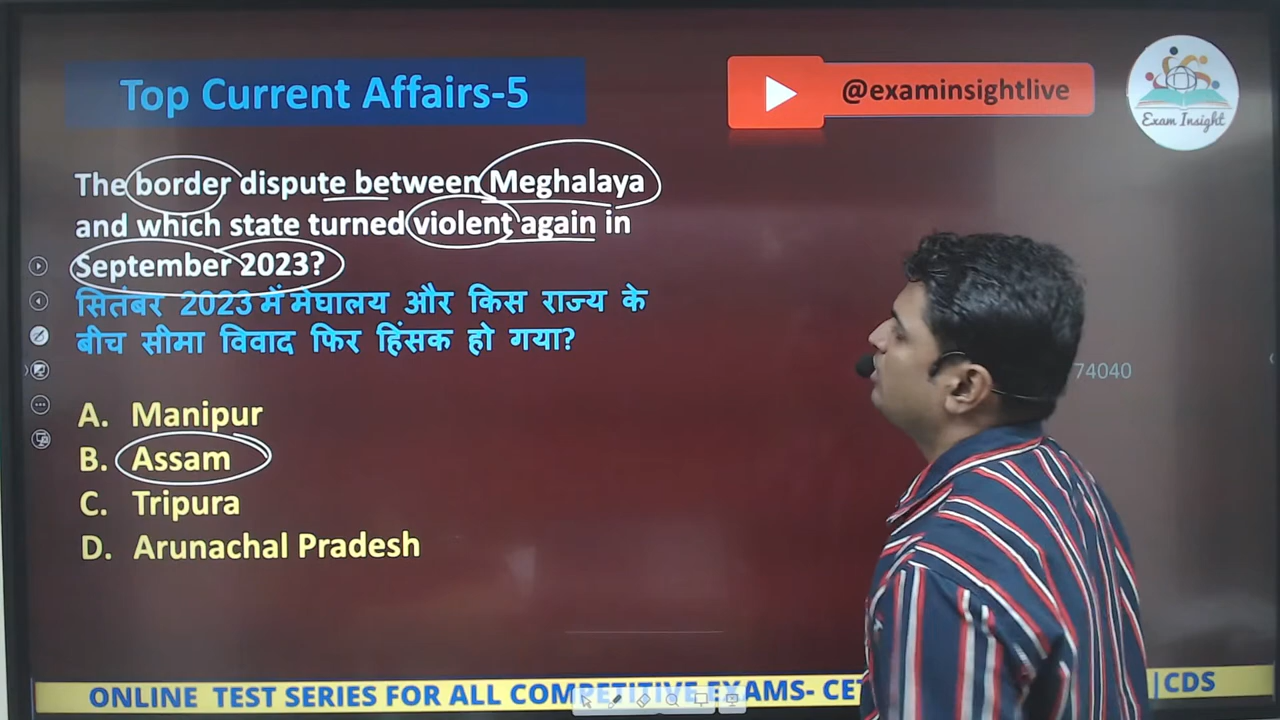 Top Current Affairs-5
@examinsightlive
Exam Insight
The border dispute between Meghalaya
and which state turned violent again in
September 2023?
सितंबर 2023 में मेघालय और किस राज्य के
बीच सीमा विवाद फिर हिंसक हो गया?
74040
A. Manipur
B. Assam
C. Tripura
D. Arunachal Pradesh
ONLINE TEST SERIES FOR ALL COMPETITIVE EXAMS- CET
|CDS